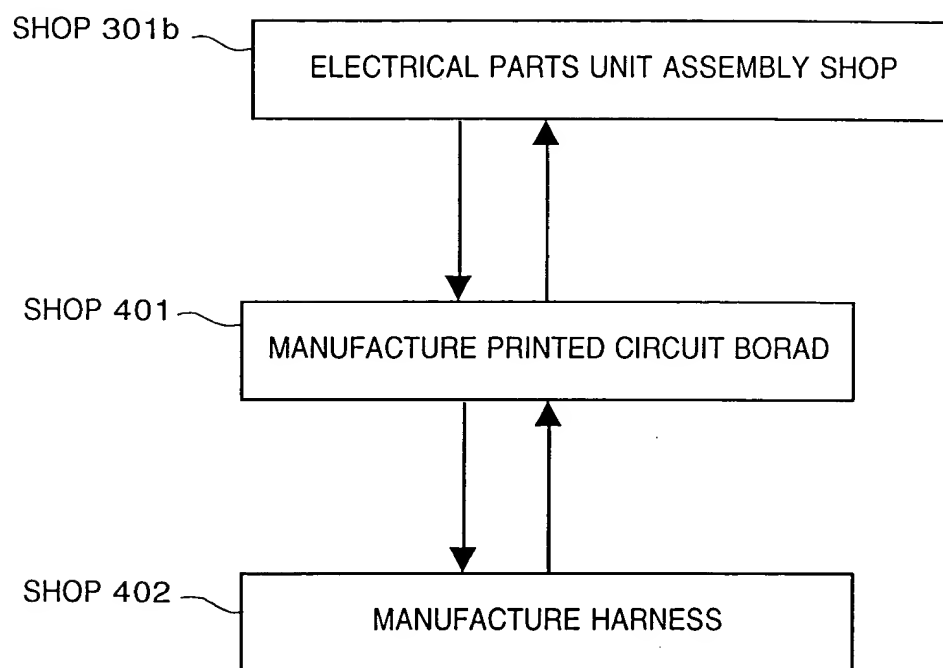 SHOP 301b
ELECTRICAL PARTS UNIT ASSEMBLY SHOP
SHOP 401
MANUFACTURE PRINTED CIRCUIT BORAD
SHOP 402
MANUFACTURE HARNESS